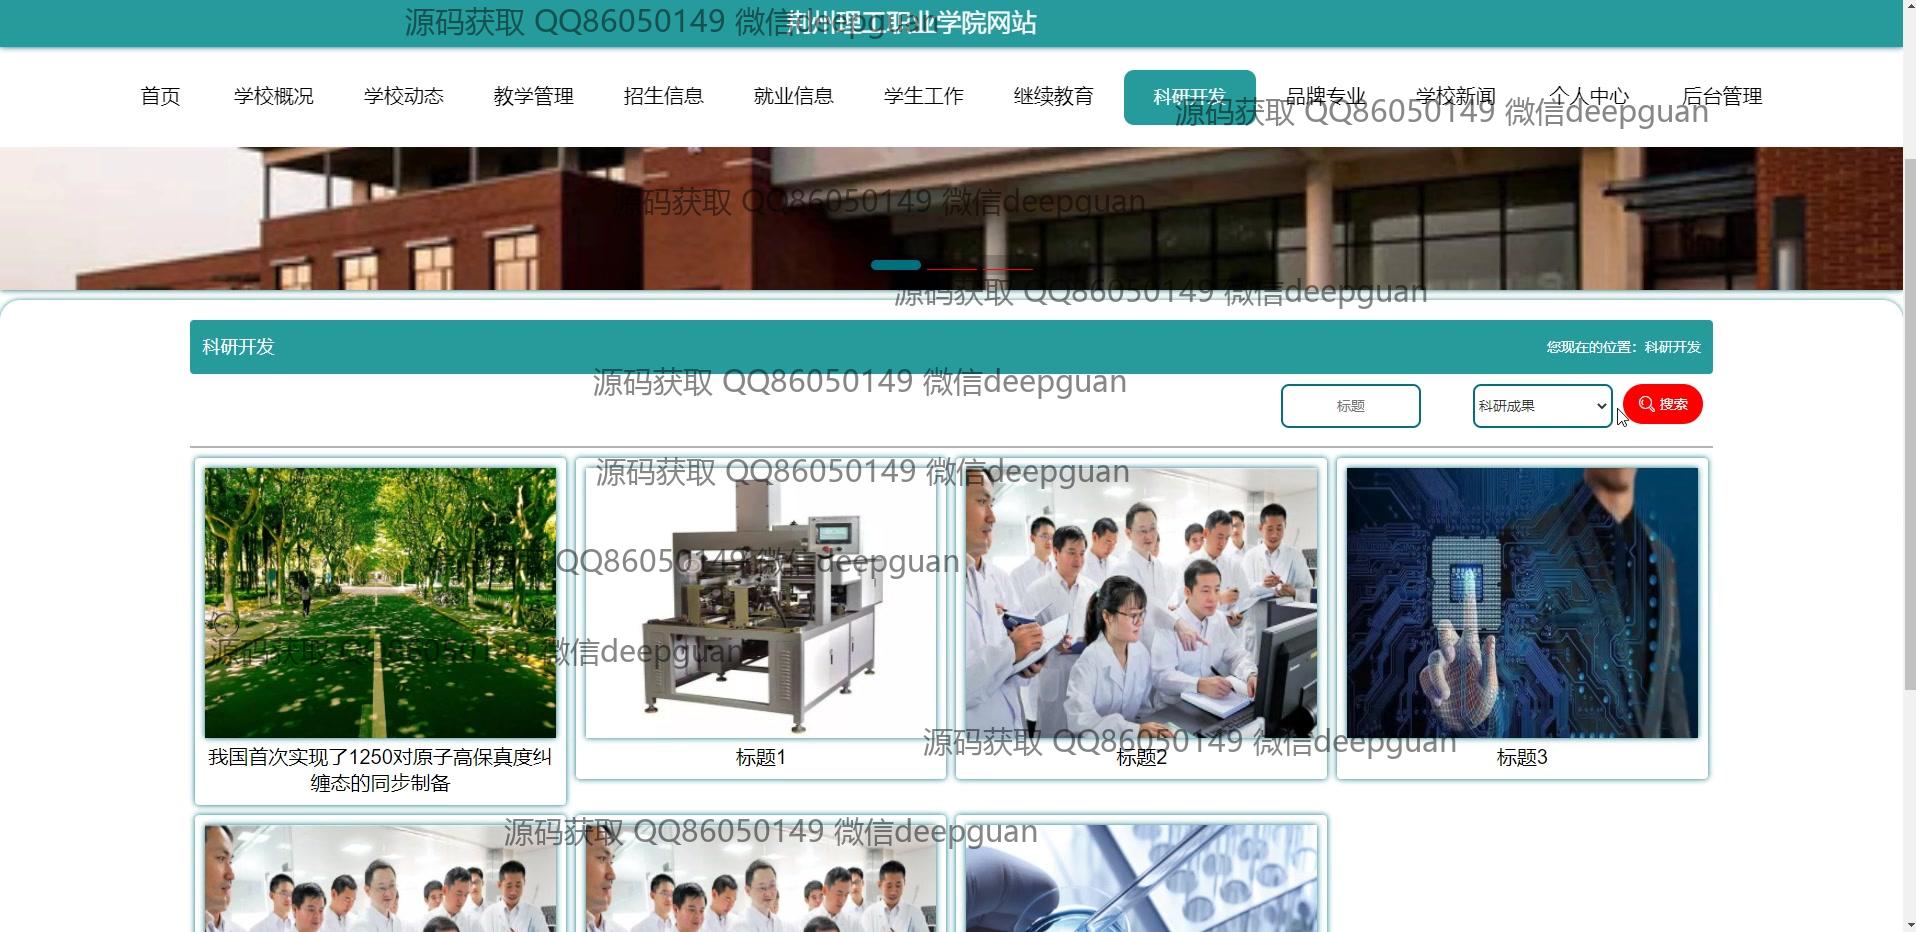 荆州理工职业学院网站
源码获取 QQ86050149 微信deepguan
首页 学校概况 学校动态 教学管理 招生信息 就业信息 学生工作 继续教育 科研开发 品牌专业 学校新闻 个人中心 后台管理
源码获取 QQ86050149 微信deepguan
源码获取 QQ86050149 微信deepguan
源码获取 QQ86050149 微信deepguan
科研开发 您现在的位置：科研开发
源码获取 QQ86050149 微信deepguan
标题 科研成果 搜索
源码获取 QQ86050149 微信deepguan
源码获取 QQ86050149 微信deepguan
源码获取 QQ86050149 微信deepguan
源码获取 QQ86050149 微信deepguan
我国首次实现了1250对原子高保真度纠
缠态的同步制备
标题1
标题2
标题3
源码获取 QQ86050149 微信deepguan